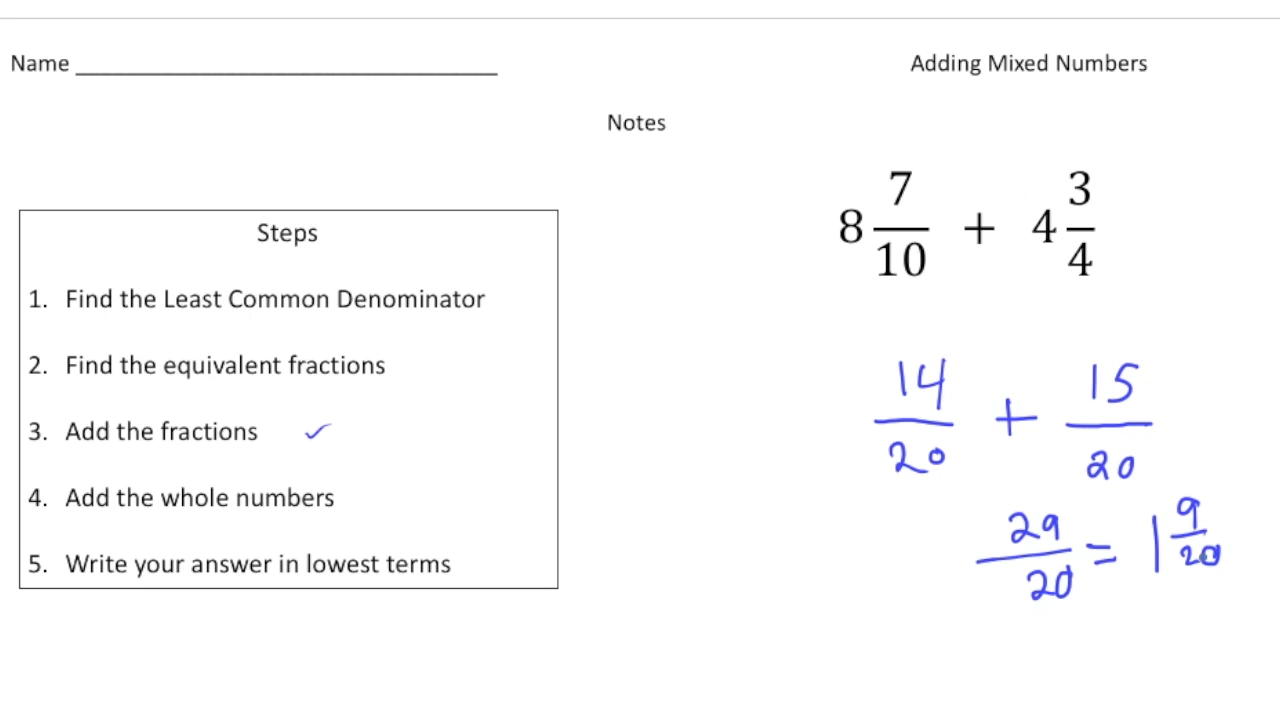 Name ______________________________ Adding Mixed Numbers
Notes
Steps
1. Find the Least Common Denominator
2. Find the equivalent fractions
3. Add the fractions ✓
4. Add the whole numbers
5. Write your answer in lowest terms
8 7/10 + 4 3/4
14/20 + 15/20
29/20 = 1 9/20